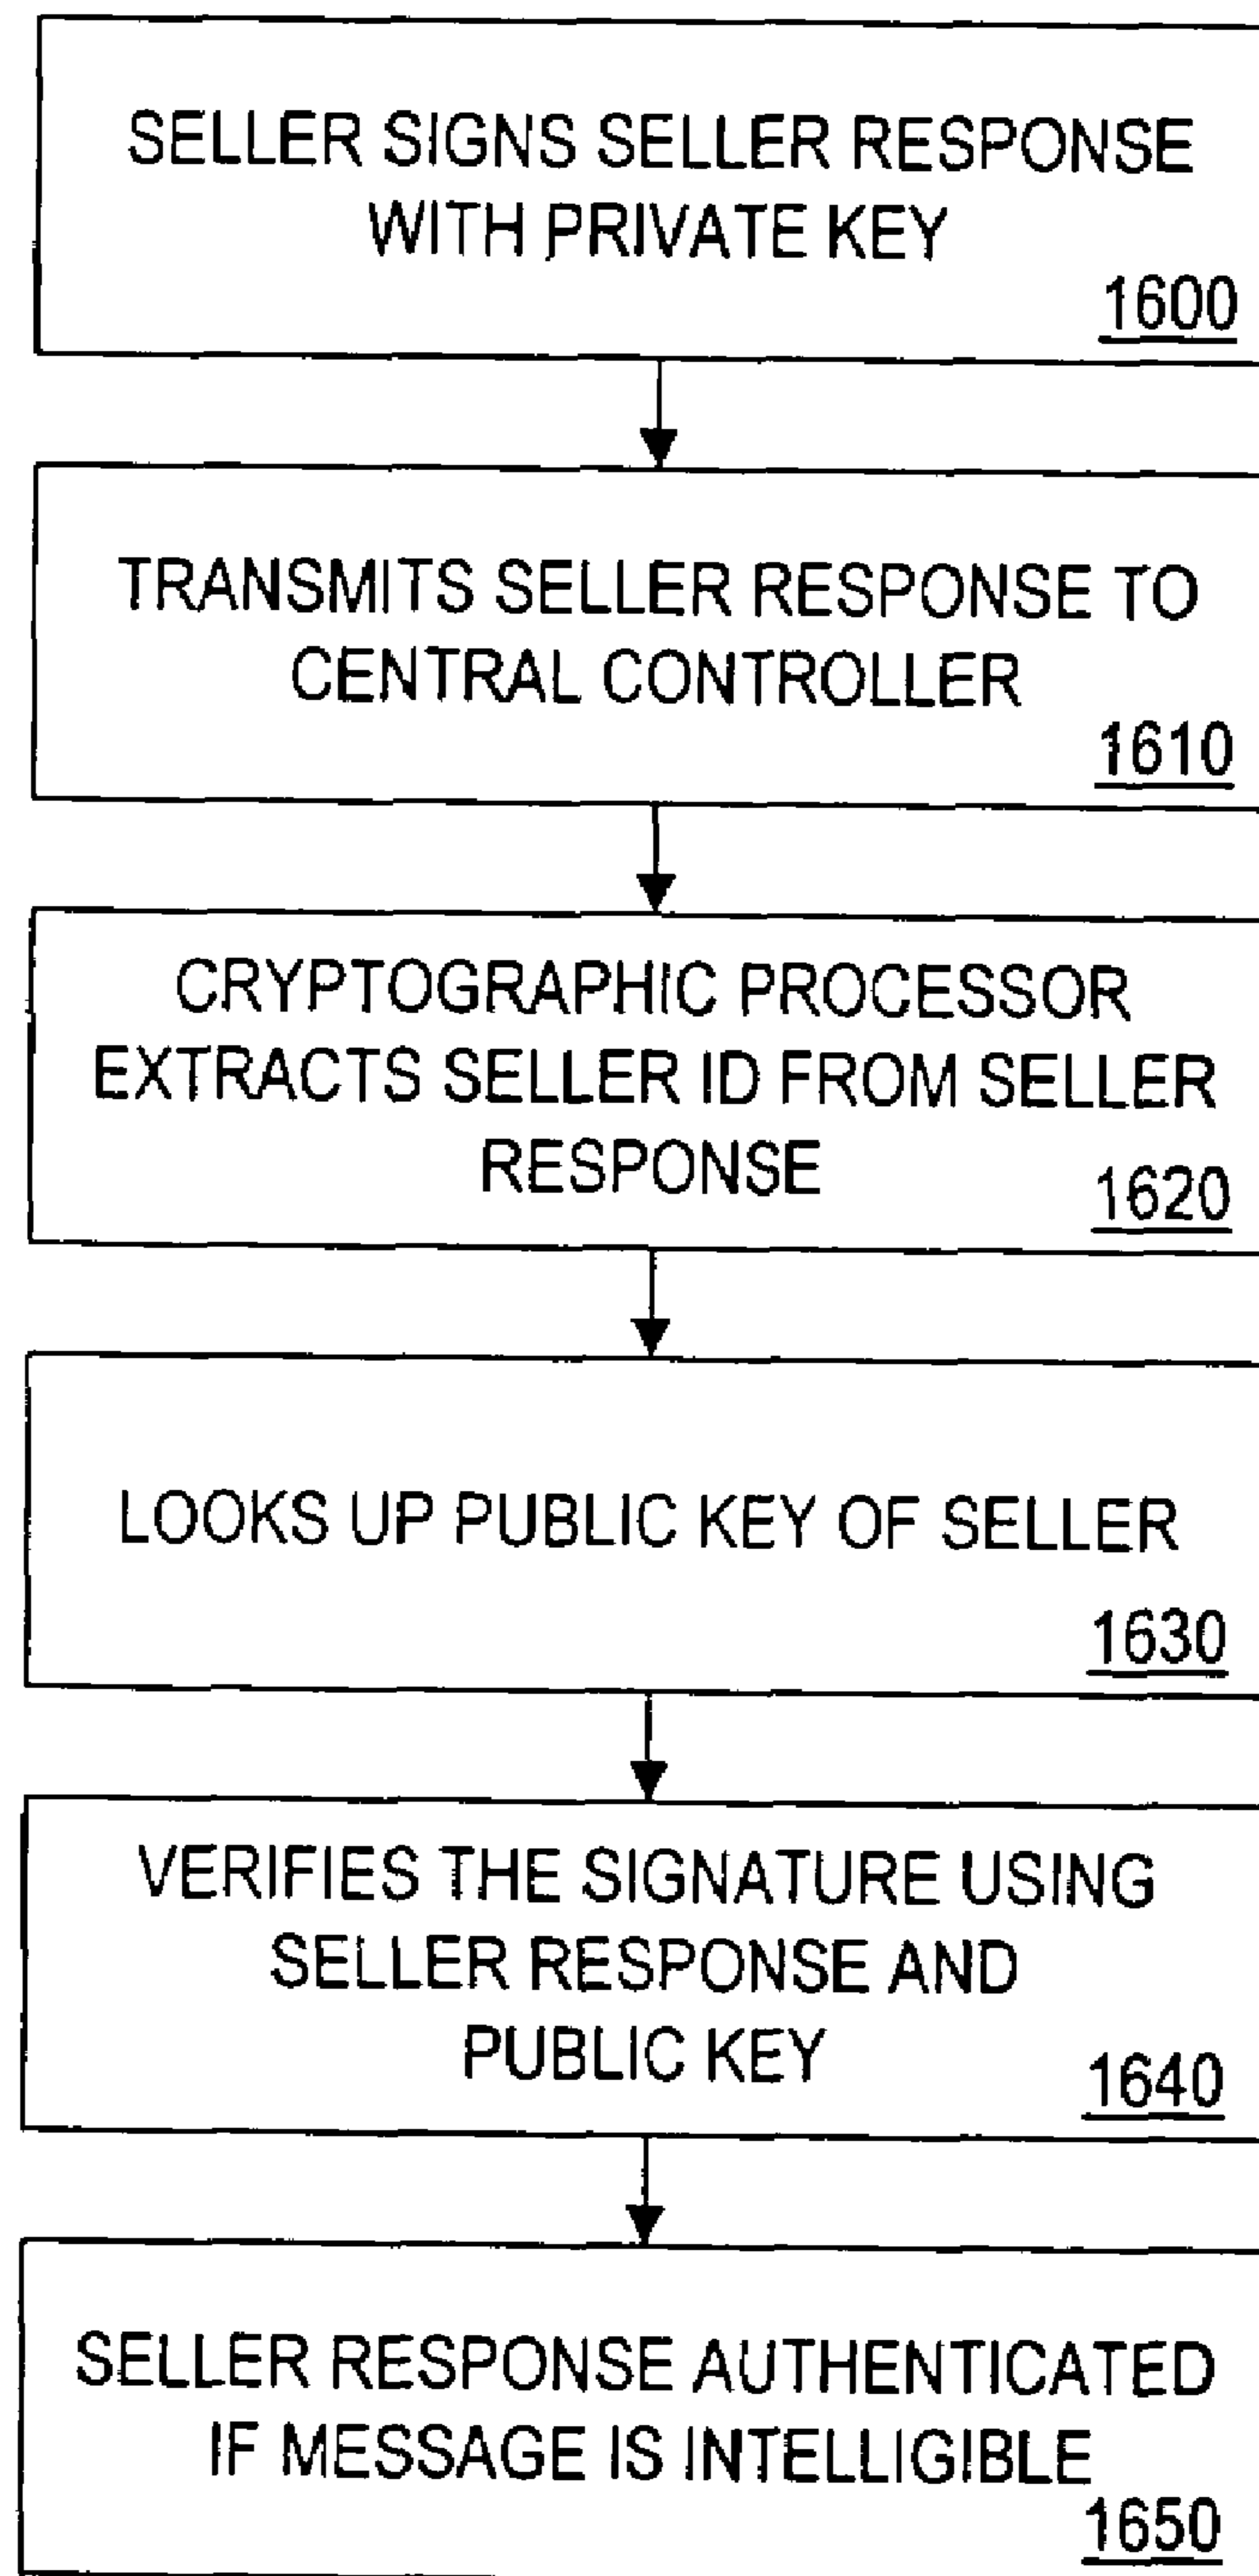 SELLER SIGNS SELLER RESPONSE
WITH PRIVATE KEY
1600
TRANSMITS SELLER RESPONSE TO
CENTRAL CONTROLLER
1610
CRYPTOGRAPHIC PROCESSOR
EXTRACTS SELLER ID FROM SELLER
RESPONSE
1620
LOOKS UP PUBLIC KEY OF SELLER
1630
VERIFIES THE SIGNATURE USING
SELLER RESPONSE AND
PUBLIC KEY
1640
SELLER RESPONSE AUTHENTICATED
IF MESSAGE IS INTELLIGIBLE
1650